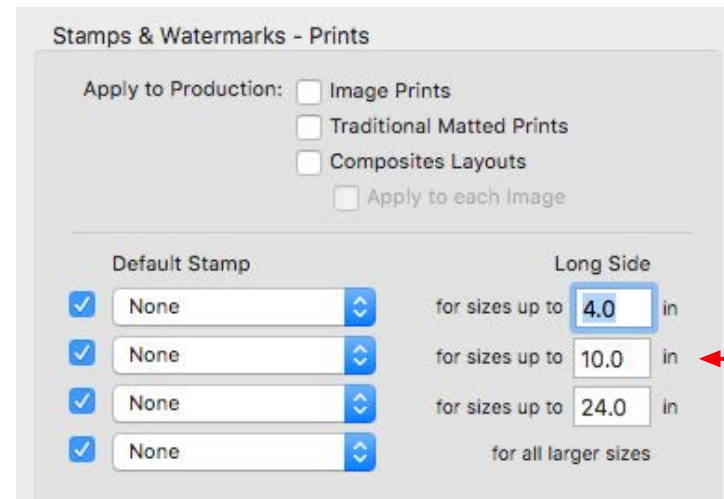 Stamps & Watermarks - Prints
Apply to Production: Image Prints
Traditional Matted Prints
Composites Layouts
Apply to each Image
Default Stamp Long Side
None for sizes up to 4.0 in
None for sizes up to 10.0 in
None for sizes up to 24.0 in
None for all larger sizes